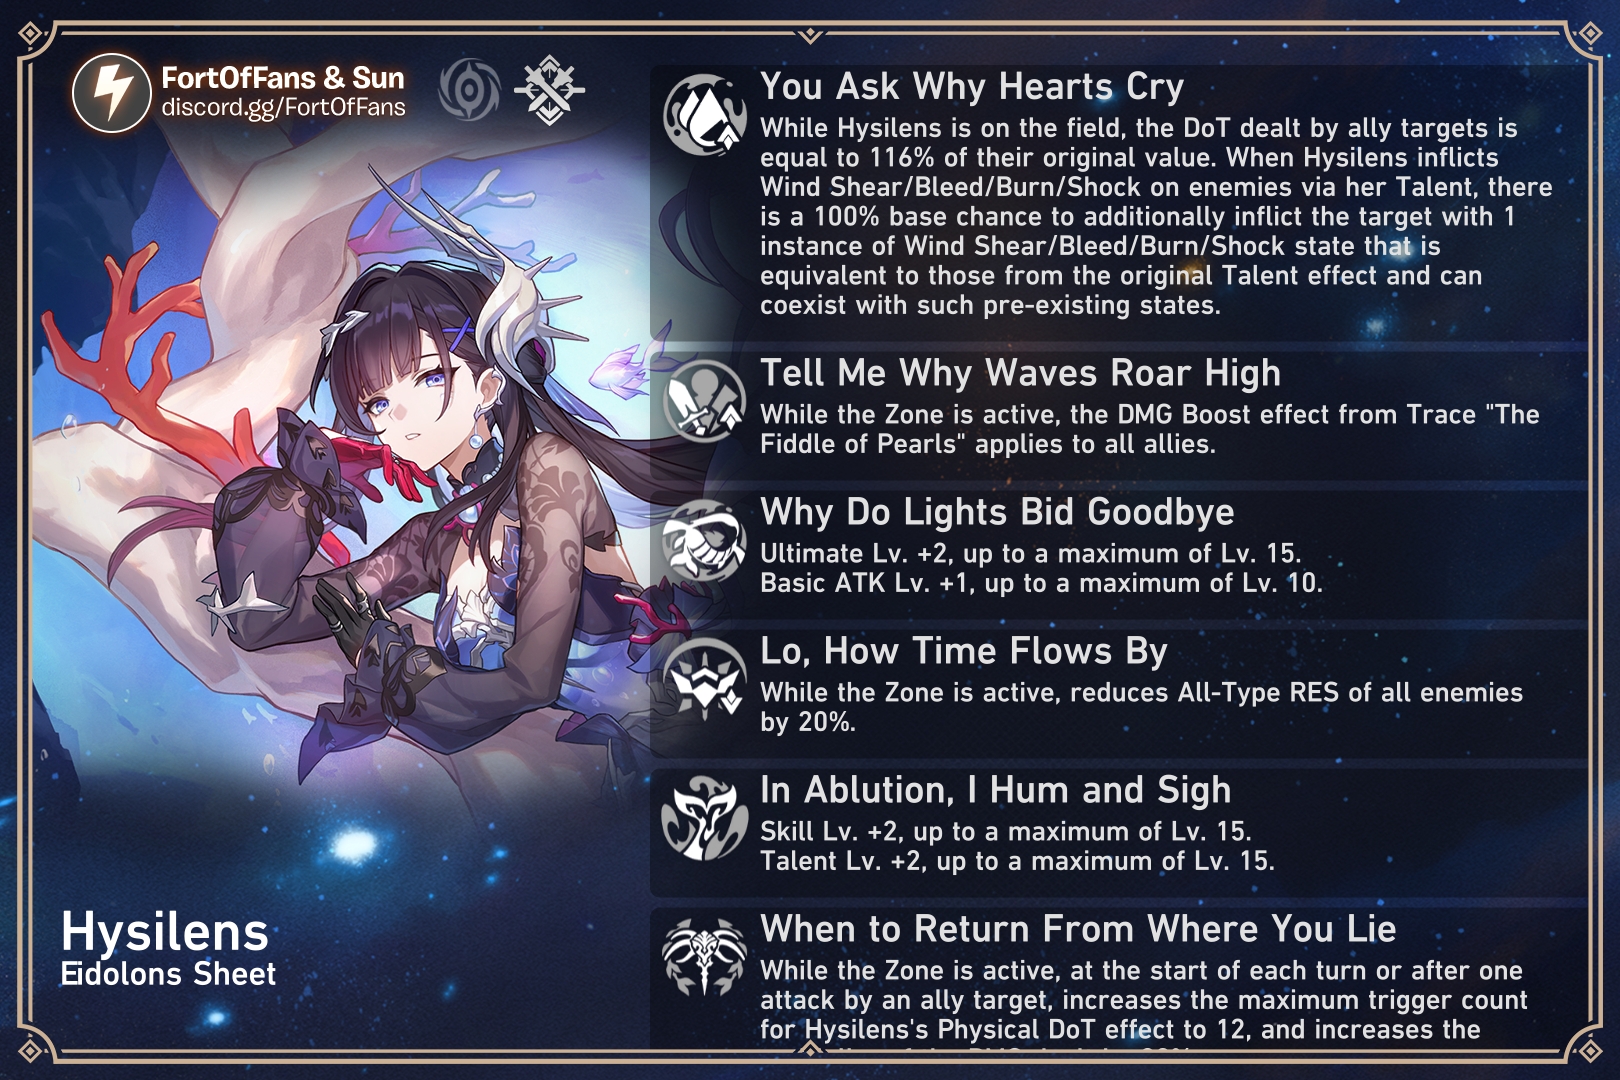 FortOfFans & Sun
discord.gg/FortOfFans
You Ask Why Hearts Cry
While Hysilens is on the field, the DoT dealt by ally targets is
equal to 116% of their original value. When Hysilens inflicts
Wind Shear/Bleed/Burn/Shock on enemies via her Talent, there
is a 100% base chance to additionally inflict the target with 1
instance of Wind Shear/Bleed/Burn/Shock state that is
equivalent to those from the original Talent effect and can
coexist with such pre-existing states.
Tell Me Why Waves Roar High
While the Zone is active, the DMG Boost effect from Trace "The
Fiddle of Pearls" applies to all allies.
Why Do Lights Bid Goodbye
Ultimate Lv. +2, up to a maximum of Lv. 15.
Basic ATK Lv. +1, up to a maximum of Lv. 10.
Lo, How Time Flows By
While the Zone is active, reduces All-Type RES of all enemies
by 20%.
In Ablution, I Hum and Sigh
Skill Lv. +2, up to a maximum of Lv. 15.
Talent Lv. +2, up to a maximum of Lv. 15.
When to Return From Where You Lie
While the Zone is active, at the start of each turn or after one
attack by an ally target, increases the maximum trigger count
for Hysilens's Physical DoT effect to 12, and increases the
Hysilens
Eidolons Sheet